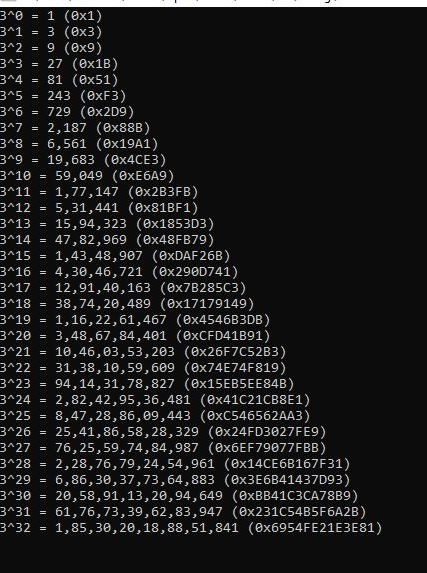 3^0 = 1 (0x1)
3^1 = 3 (0x3)
3^2 = 9 (0x9)
3^3 = 27 (0x1B)
3^4 = 81 (0x51)
3^5 = 243 (0xF3)
3^6 = 729 (0x2D9)
3^7 = 2,187 (0x88B)
3^8 = 6,561 (0x19A1)
3^9 = 19,683 (0x4CE3)
3^10 = 59,049 (0xE6A9)
3^11 = 1,77,147 (0x2B3FB)
3^12 = 5,31,441 (0x81BF1)
3^13 = 15,94,323 (0x1853D3)
3^14 = 47,82,969 (0x48FB79)
3^15 = 1,43,48,907 (0xDAF26B)
3^16 = 4,30,46,721 (0x290D741)
3^17 = 12,91,40,163 (0x7B285C3)
3^18 = 38,74,20,489 (0x17179149)
3^19 = 1,16,22,61,467 (0x4546B3DB)
3^20 = 3,48,67,84,401 (0xCFD41B91)
3^21 = 10,46,03,53,203 (0x26F7C52B3)
3^22 = 31,38,10,59,609 (0x74E74F819)
3^23 = 94,14,31,78,827 (0x15EB5EE84B)
3^24 = 2,82,42,95,36,481 (0x41C21CB8E1)
3^25 = 8,47,28,86,09,443 (0xC546562AA3)
3^26 = 25,41,86,58,28,329 (0x24FD3027FE9)
3^27 = 76,25,59,74,84,987 (0x6EF79077FBB)
3^28 = 2,28,76,79,24,54,961 (0x14CE6B167F31)
3^29 = 6,86,30,37,73,64,883 (0x3E6B41437D93)
3^30 = 20,58,91,13,20,94,649 (0xBB41C3CA78B9)
3^31 = 61,76,73,39,62,83,947 (0x231C54B5F6A2B)
3^32 = 1,85,30,20,18,88,51,841 (0x6954FE21E3E81)